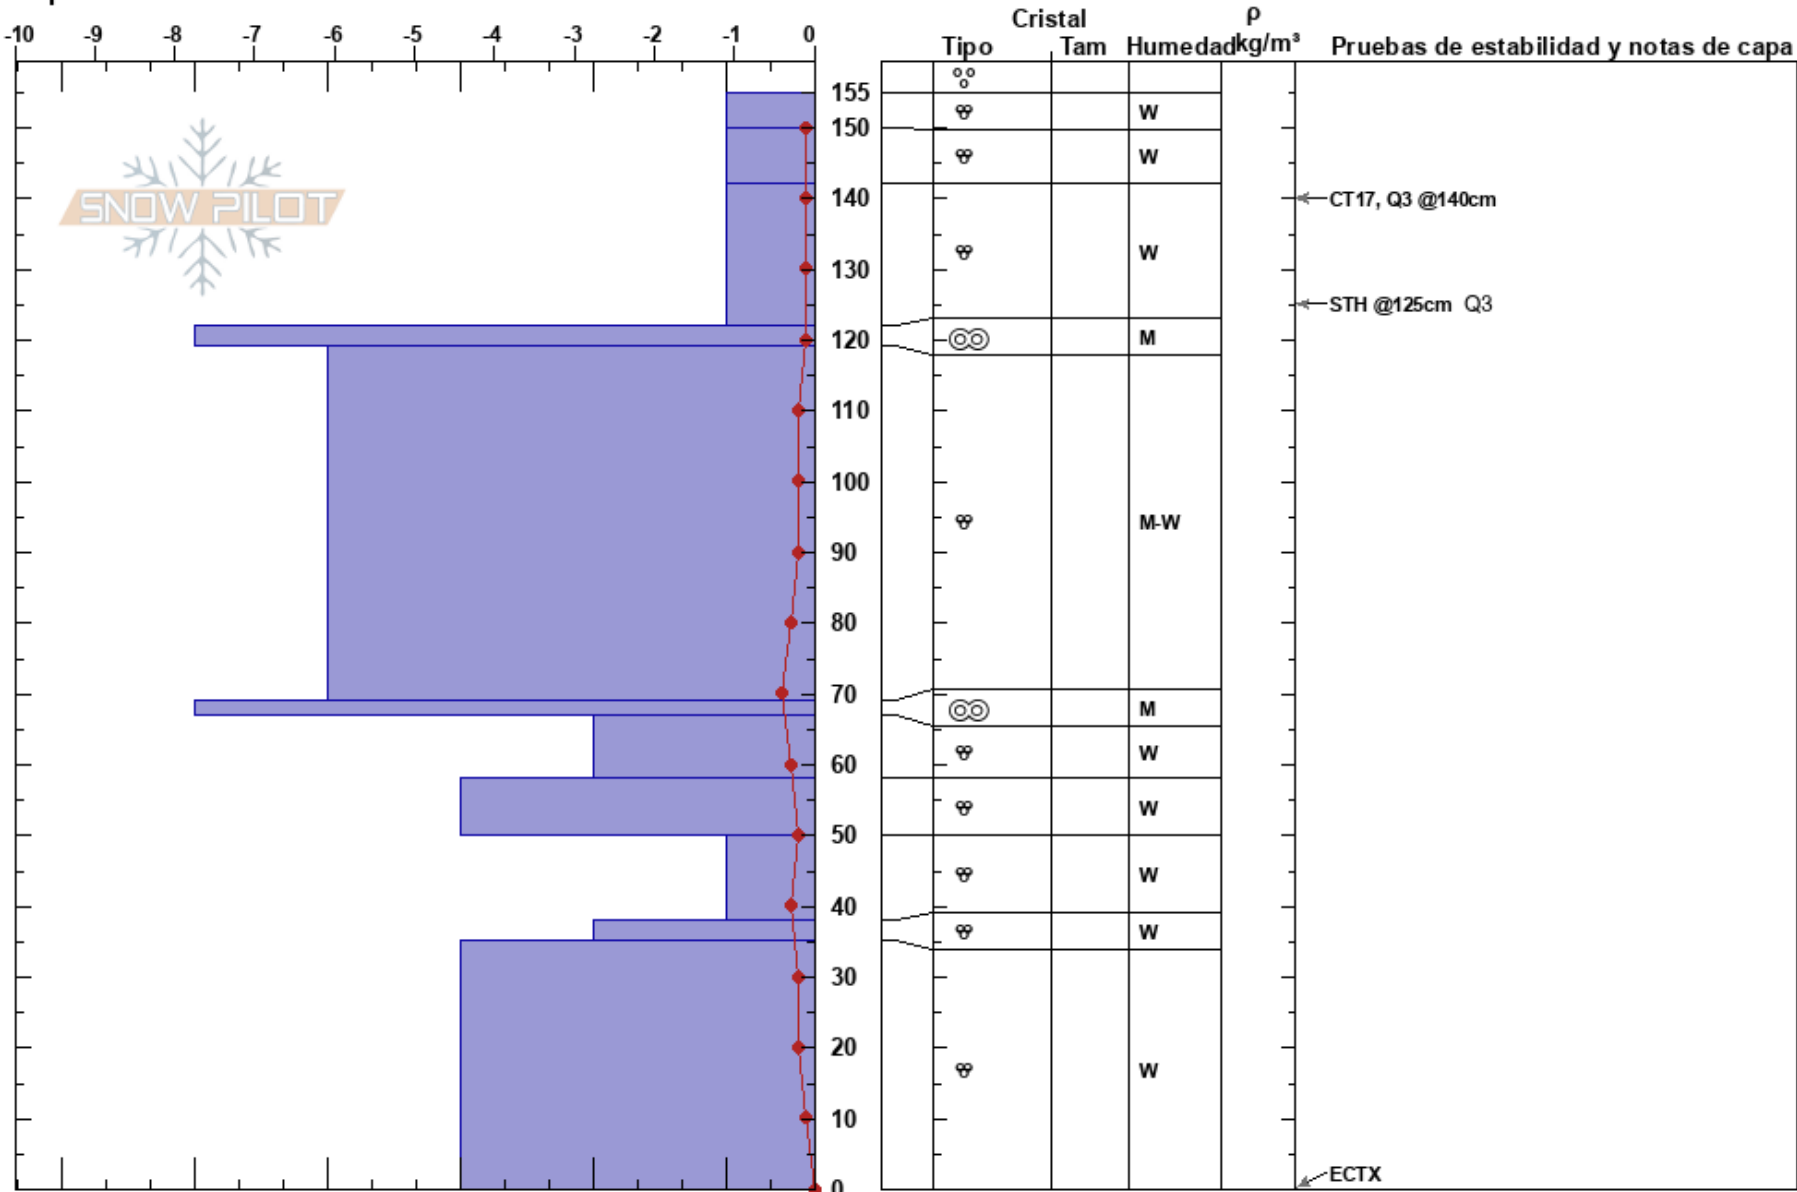 Cristal ρ
-10 -9 -8 -7 -6 -5 -4 -3 -2 -1 0 Tipo Tam Humedad kg/m³ Pruebas de estabilidad y notas de capa
155
W
150
W
SNOW PILOT
140 CT17, Q3 @140cm
W
130
STH @125cm Q3
120 M
110
100
M-W
90
80
70
M
60 W
W
50
W
40
W
30
20
W
10
ECTX
0